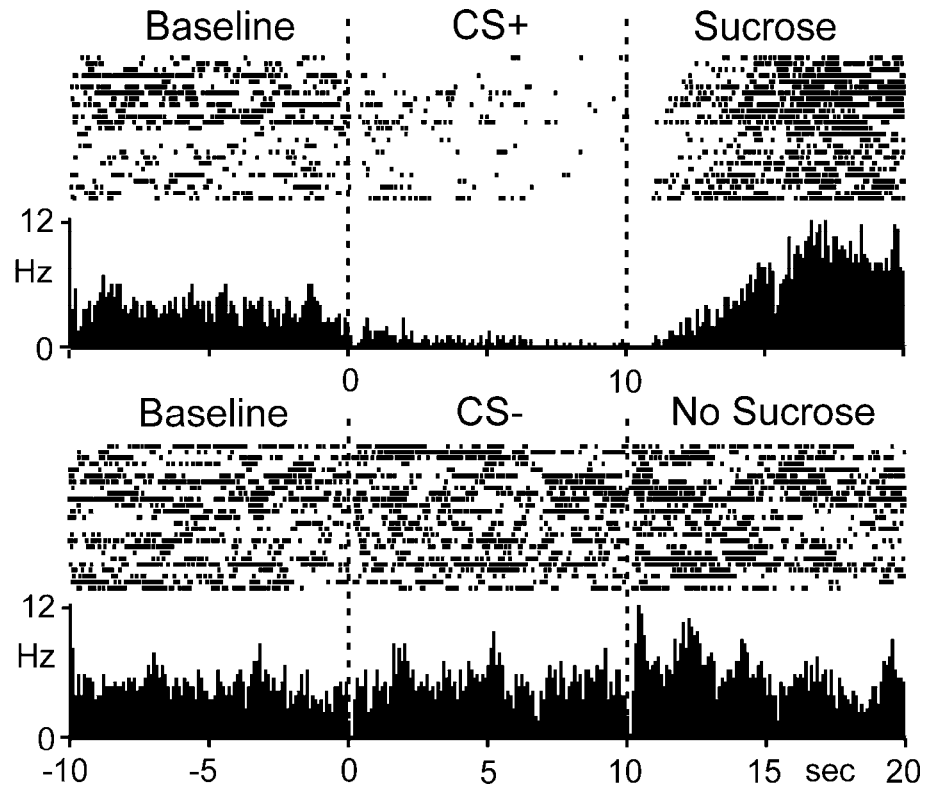 Baseline CS+ Sucrose
12
Hz
0
0 10
Baseline CS- No Sucrose
12
Hz
0
-10 -5 0 5 10 15 sec 20